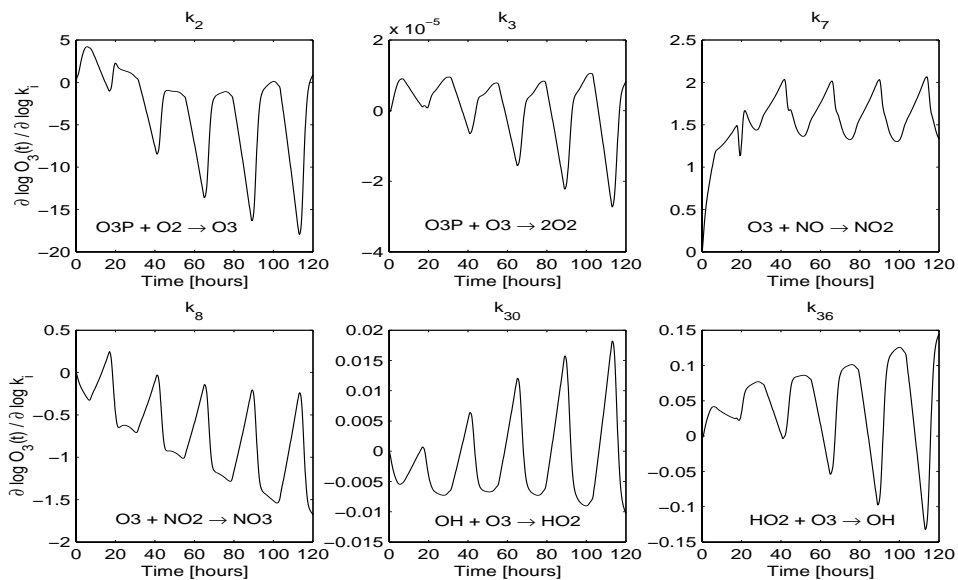 k2
5
0
−5
−10
−15
−20
0 20 40 60 80 100 120
Time [hours]
∂ log O3(t) / ∂ log ki
O3P + O2 → O3
k3
x 10−5
2
0
−2
−4
0 20 40 60 80 100 120
Time [hours]
O3P + O3 → 2O2
k7
2.5
2
1.5
1
0.5
0
0 20 40 60 80 100 120
Time [hours]
O3 + NO → NO2
k8
0.5
0
−0.5
−1
−1.5
−2
0 20 40 60 80 100 120
Time [hours]
∂ log O3(t) / ∂ log ki
O3 + NO2 → NO3
k30
0.02
0.015
0.01
0.005
0
−0.005
−0.01
−0.015
0 20 40 60 80 100 120
Time [hours]
OH + O3 → HO2
k36
0.15
0.1
0.05
0
−0.05
−0.1
−0.15
0 20 40 60 80 100 120
Time [hours]
HO2 + O3 → OH